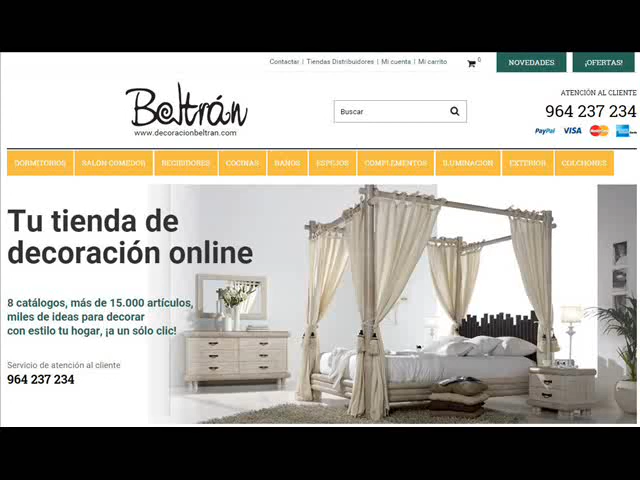 Contactar | Tiendas Distribuidores | Mi cuenta | Mi carrito
0
NOVEDADES
¡OFERTAS!
Beltrán
www.decoracionbeltran.com
Buscar
ATENCIÓN AL CLIENTE
964 237 234
PayPal VISA MasterCard
DORMITORIOS SALÓN COMEDOR RECIBIDORES COCINAS BAÑOS ESPEJOS COMPLEMENTOS ILUMINACION EXTERIOR COLCHONES
Tu tienda de
decoración online
8 catálogos, más de 15.000 artículos,
miles de ideas para decorar
con estilo tu hogar, ¡a un sólo clic!
Servicio de atención al cliente
964 237 234